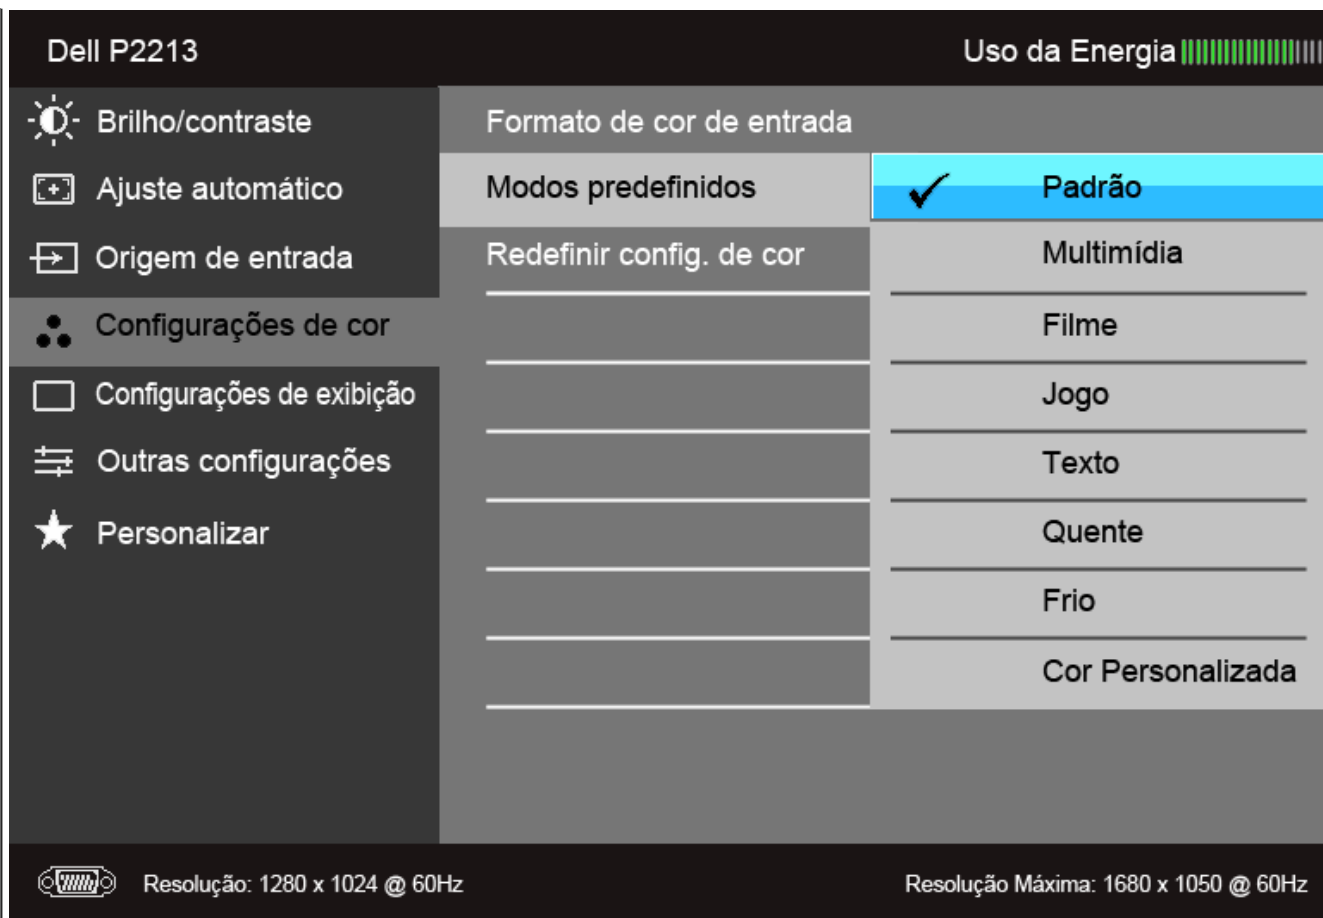 Dell P2213
Uso da Energia
Brilho/contraste
Ajuste automático
Origem de entrada
Configurações de cor
Configurações de exibição
Outras configurações
Personalizar
Formato de cor de entrada
Modos predefinidos
Redefinir config. de cor
Padrão
Multimídia
Filme
Jogo
Texto
Quente
Frio
Cor Personalizada
Resolução: 1280 x 1024 @ 60Hz
Resolução Máxima: 1680 x 1050 @ 60Hz